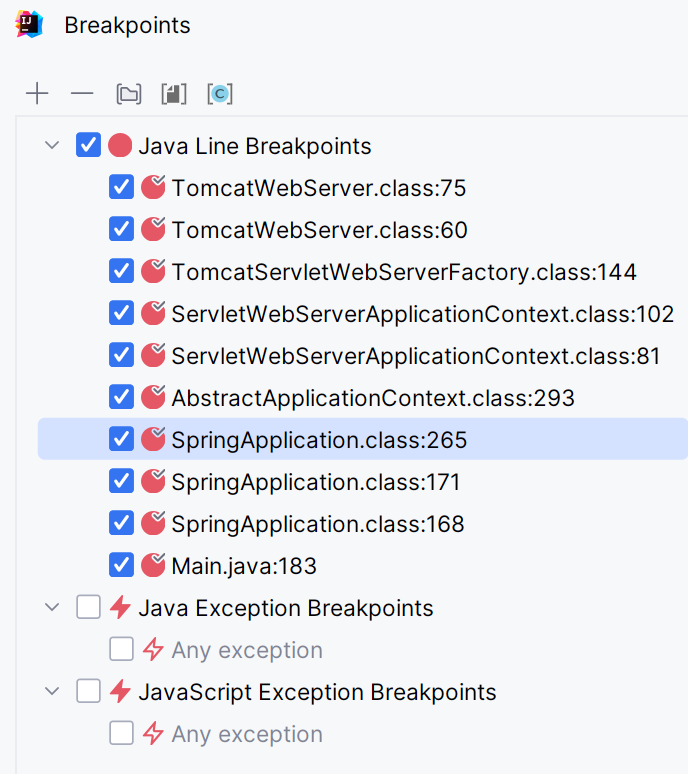 Breakpoints
Java Line Breakpoints
TomcatWebServer.class:75
TomcatWebServer.class:60
TomcatServletWebServerFactory.class:144
ServletWebServerApplicationContext.class:102
ServletWebServerApplicationContext.class:81
AbstractApplicationContext.class:293
SpringApplication.class:265
SpringApplication.class:171
SpringApplication.class:168
Main.java:183
Java Exception Breakpoints
Any exception
JavaScript Exception Breakpoints
Any exception